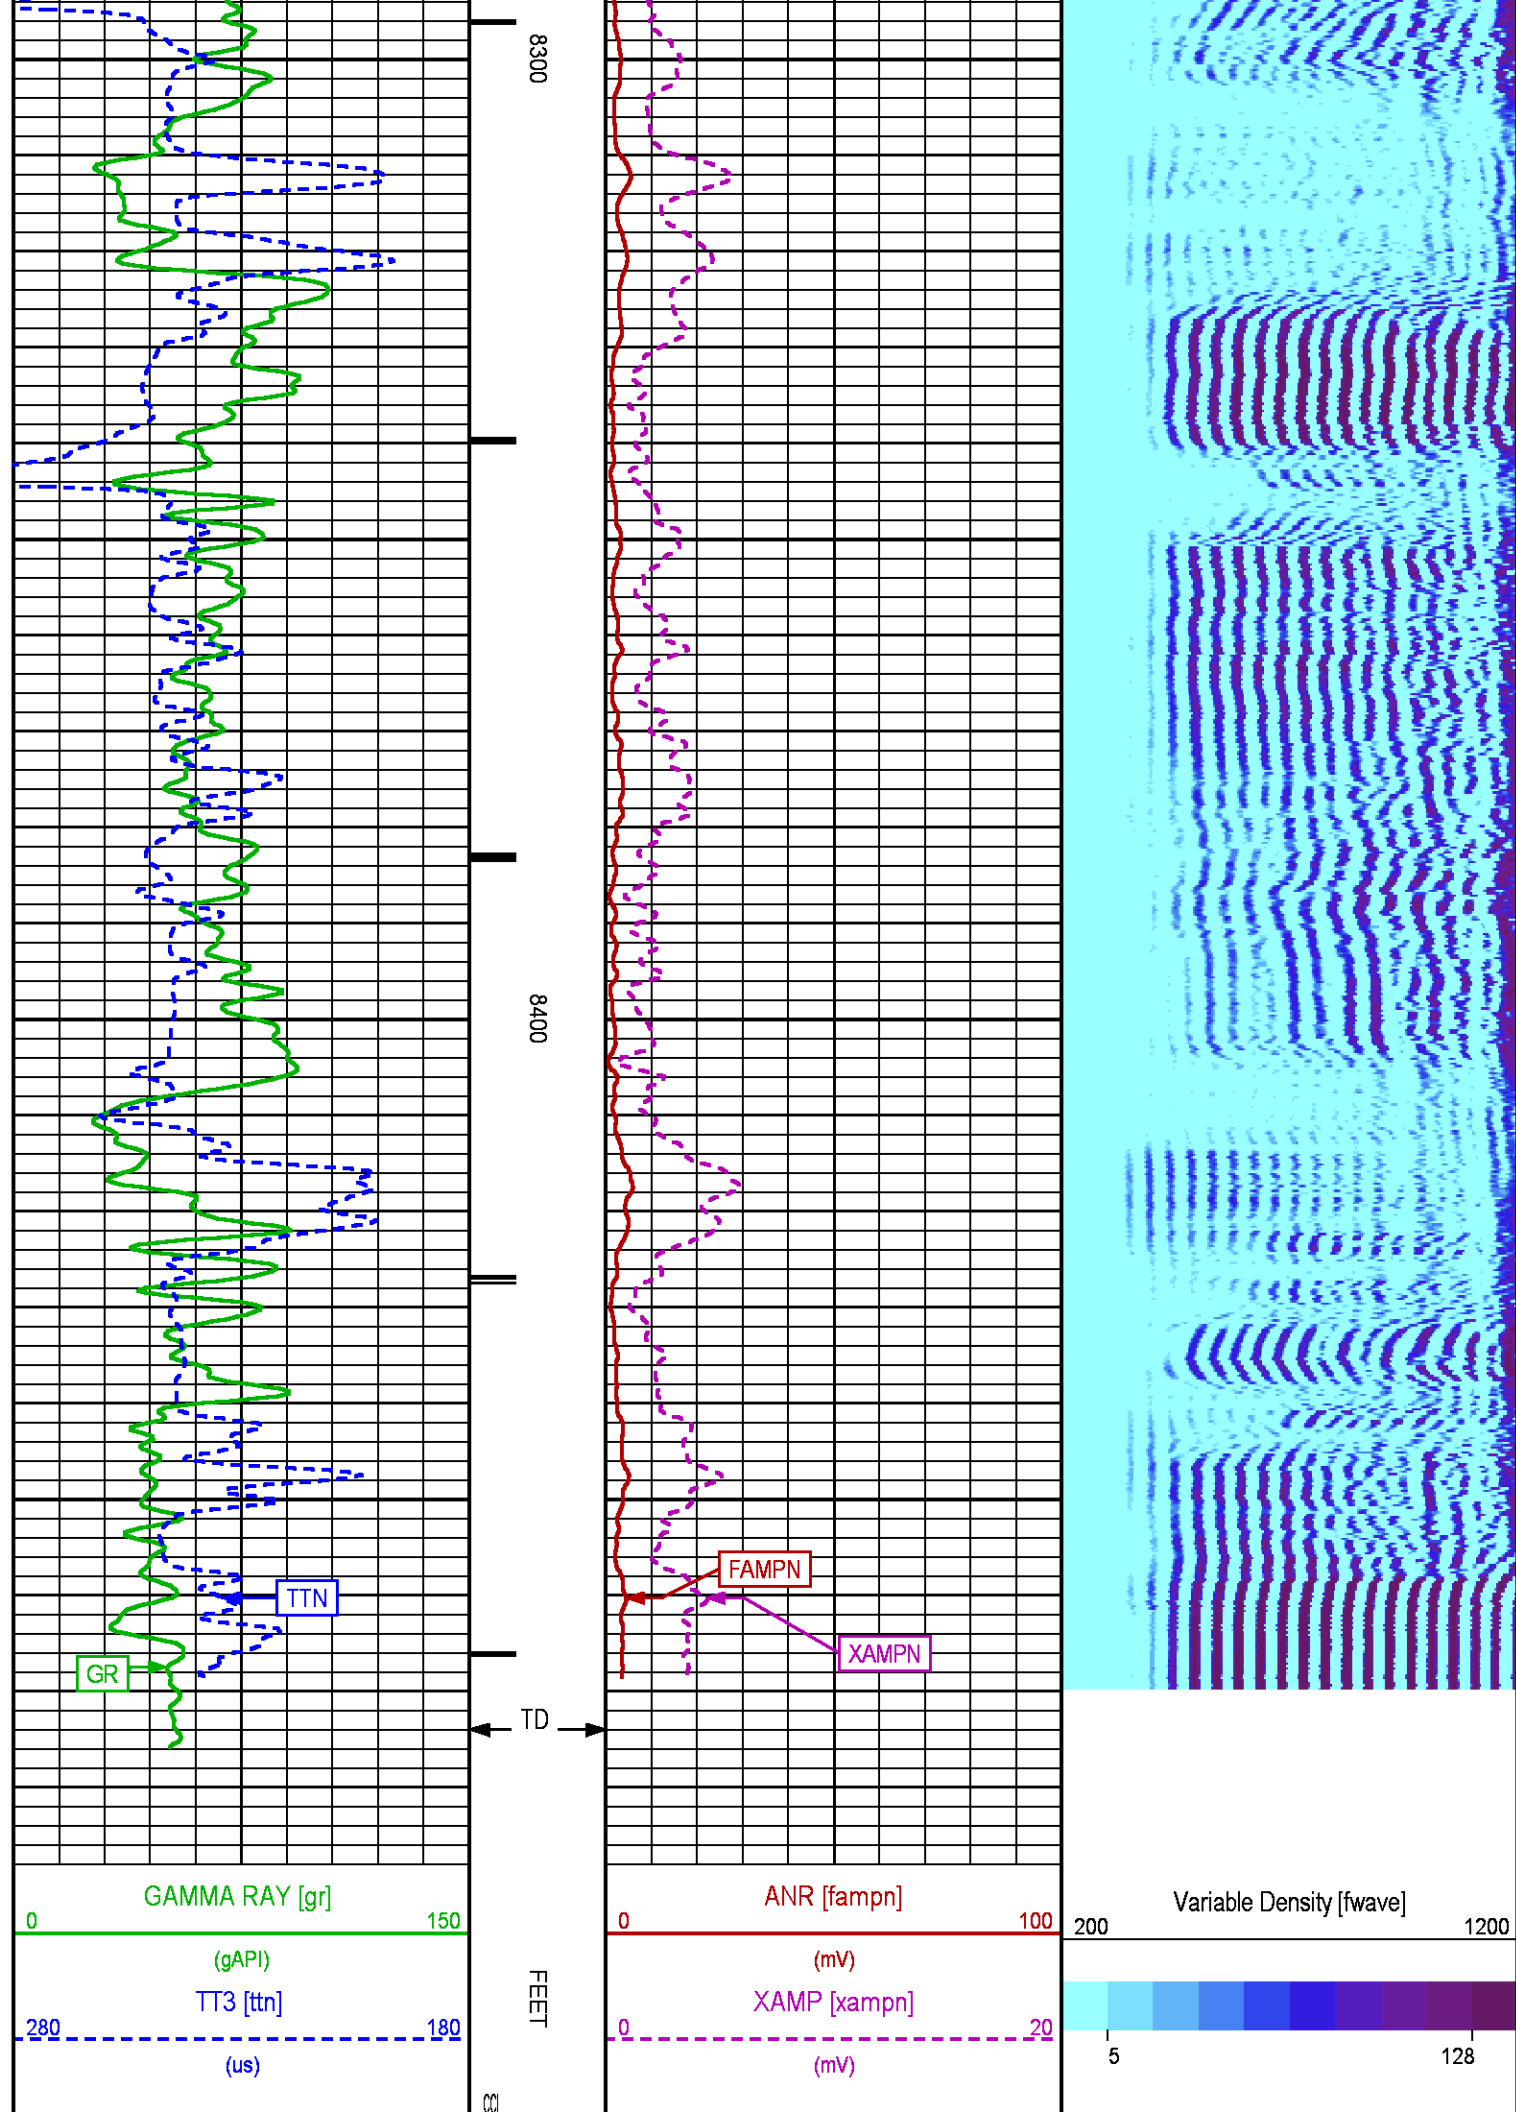 8300
8400
FAMPN
TTN
XAMPN
GR
TD
GAMMA RAY [gr]
0 150
(gAPI)
TT3 [ttn]
280 180
(us)
FEET
ANR [fampn]
0 100
(mV)
XAMP [xampn]
0 20
(mV)
Variable Density [fwave]
200 1200
5 128